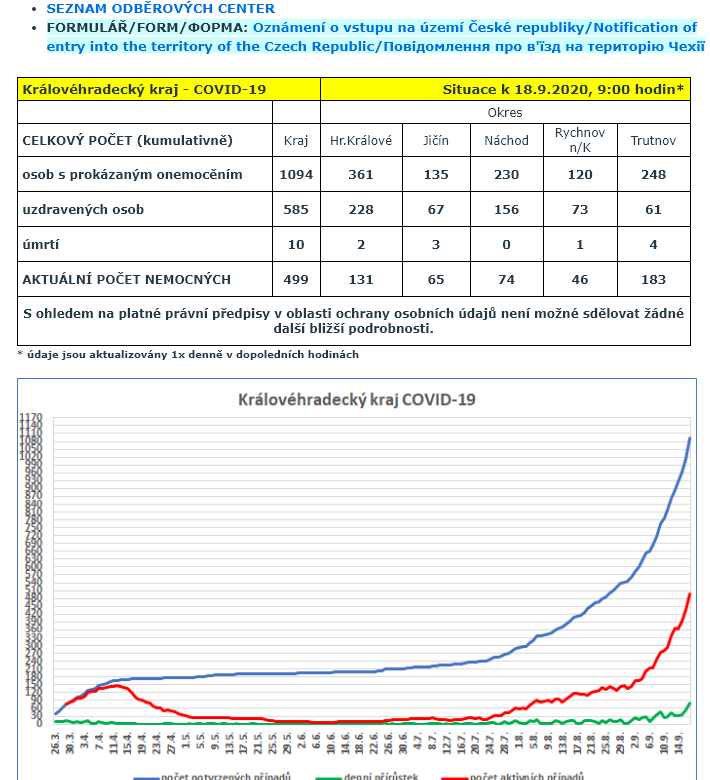 SEZNAM ODBĚROVÝCH CENTER
FORMULÁŘ/FORM/ФОРМА: Oznámení o vstupu na území České republiky/Notification of
entry into the territory of the Czech Republic/Повідомлення про в'їзд на територію Чехії
Královéhradecký kraj - COVID-19 Situace k 18.9.2020, 9:00 hodin*
Okres
CELKOVÝ POČET (kumulativně) Kraj Hr.Králové Jičín Náchod Rychnov n/K Trutnov
osob s prokázaným onemocěním 1094 361 135 230 120 248
uzdravených osob 585 228 67 156 73 61
úmrtí 10 2 3 0 1 4
AKTUÁLNÍ POČET NEMOCNÝCH 499 131 65 74 46 183
S ohledem na platné právní předpisy v oblasti ochrany osobních údajů není možné sdělovat žádné
další bližší podrobnosti.
* údaje jsou aktualizovány 1x denně v dopoledních hodinách
Královéhradecký kraj COVID-19
1170
1140
1110
1080
1050
1020
990
960
930
900
870
840
810
780
750
720
690
660
630
600
570
540
510
480
450
420
390
360
330
300
270
240
210
180
150
120
90
60
30
0
26.3. 30.3. 3.4. 7.4. 11.4. 15.4. 19.4. 23.4. 27.4. 1.5. 5.5. 9.5. 13.5. 17.5. 21.5. 25.5. 29.5. 2.6. 6.6. 10.6. 14.6. 18.6. 22.6. 26.6. 30.6. 4.7. 8.7. 12.7. 16.7. 20.7. 24.7. 28.7. 1.8. 5.8. 9.8. 13.8. 17.8. 21.8. 25.8. 29.8. 2.9. 6.9. 10.9. 14.9.
počet potvrzených případů denní přírůstek počet aktivních případů